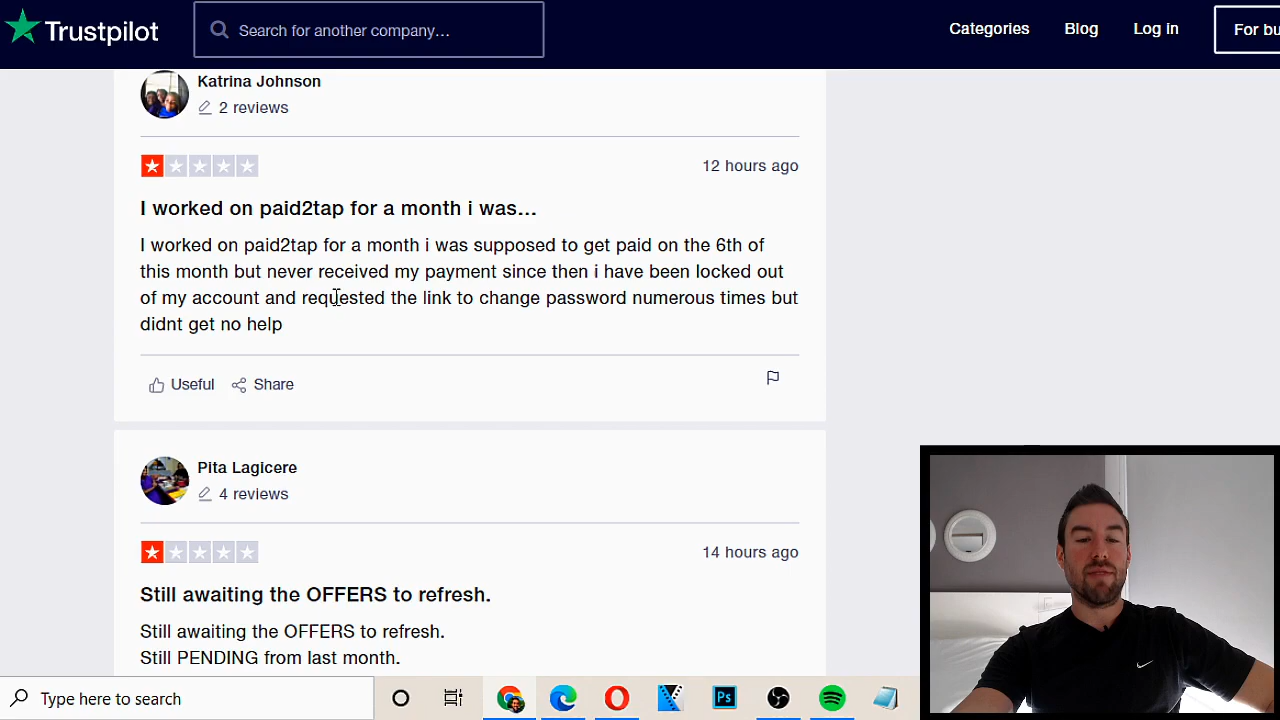 Trustpilot
Search for another company...
Categories
Blog
Log in
For bu
Katrina Johnson
2 reviews
12 hours ago
I worked on paid2tap for a month i was...
I worked on paid2tap for a month i was supposed to get paid on the 6th of
this month but never received my payment since then i have been locked out
of my account and requested the link to change password numerous times but
didnt get no help
Useful
Share
Pita Lagicere
4 reviews
14 hours ago
Still awaiting the OFFERS to refresh.
Still awaiting the OFFERS to refresh.
Still PENDING from last month.
Type here to search
Ps